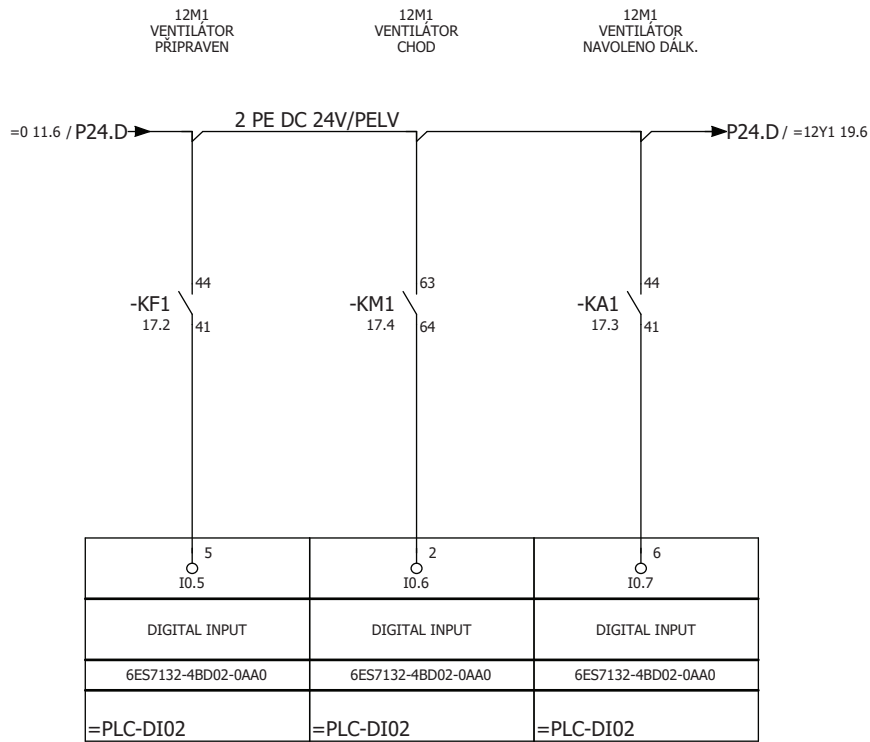 12M1
VENTILÁTOR
PŘIPRAVEN
12M1
VENTILÁTOR
CHOD
12M1
VENTILÁTOR
NAVOLENO DÁLK.
=0 11.6 / P24.D
2 PE DC 24V/PELV
P24.D / =12Y1 19.6
44
-KF1
17.2
41
63
-KM1
17.4
64
44
-KA1
17.3
41
5
I0.5
2
I0.6
6
I0.7
DIGITAL INPUT
DIGITAL INPUT
DIGITAL INPUT
6ES7132-4BD02-0AA0
6ES7132-4BD02-0AA0
6ES7132-4BD02-0AA0
=PLC-DI02
=PLC-DI02
=PLC-DI02